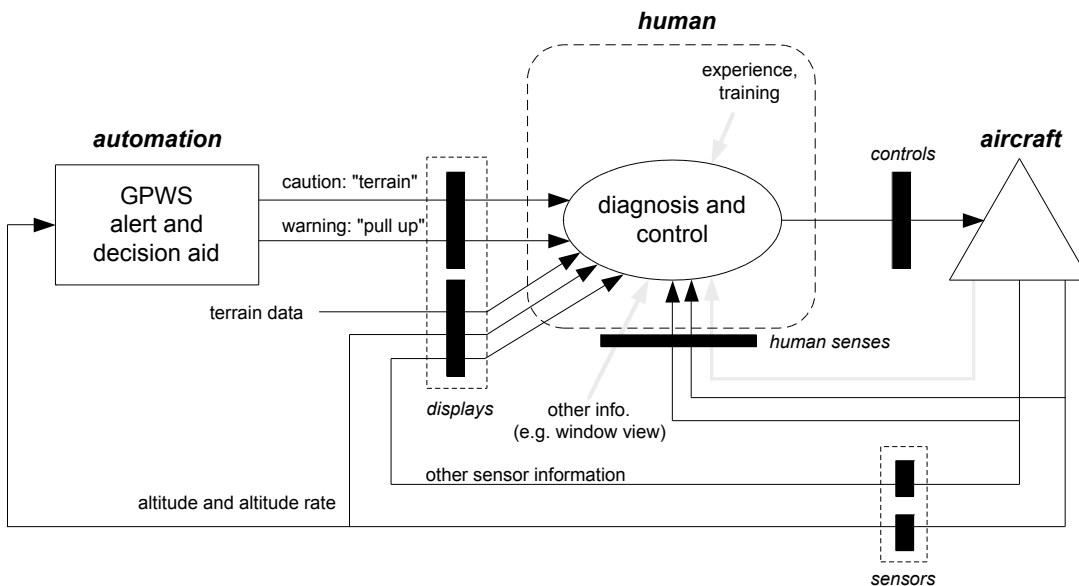 human
experience,
training
automation
controls
aircraft
GPWS
alert and
decision aid
caution: "terrain"
warning: "pull up"
diagnosis and
control
terrain data
human senses
displays
other info.
(e.g. window view)
other sensor information
altitude and altitude rate
sensors